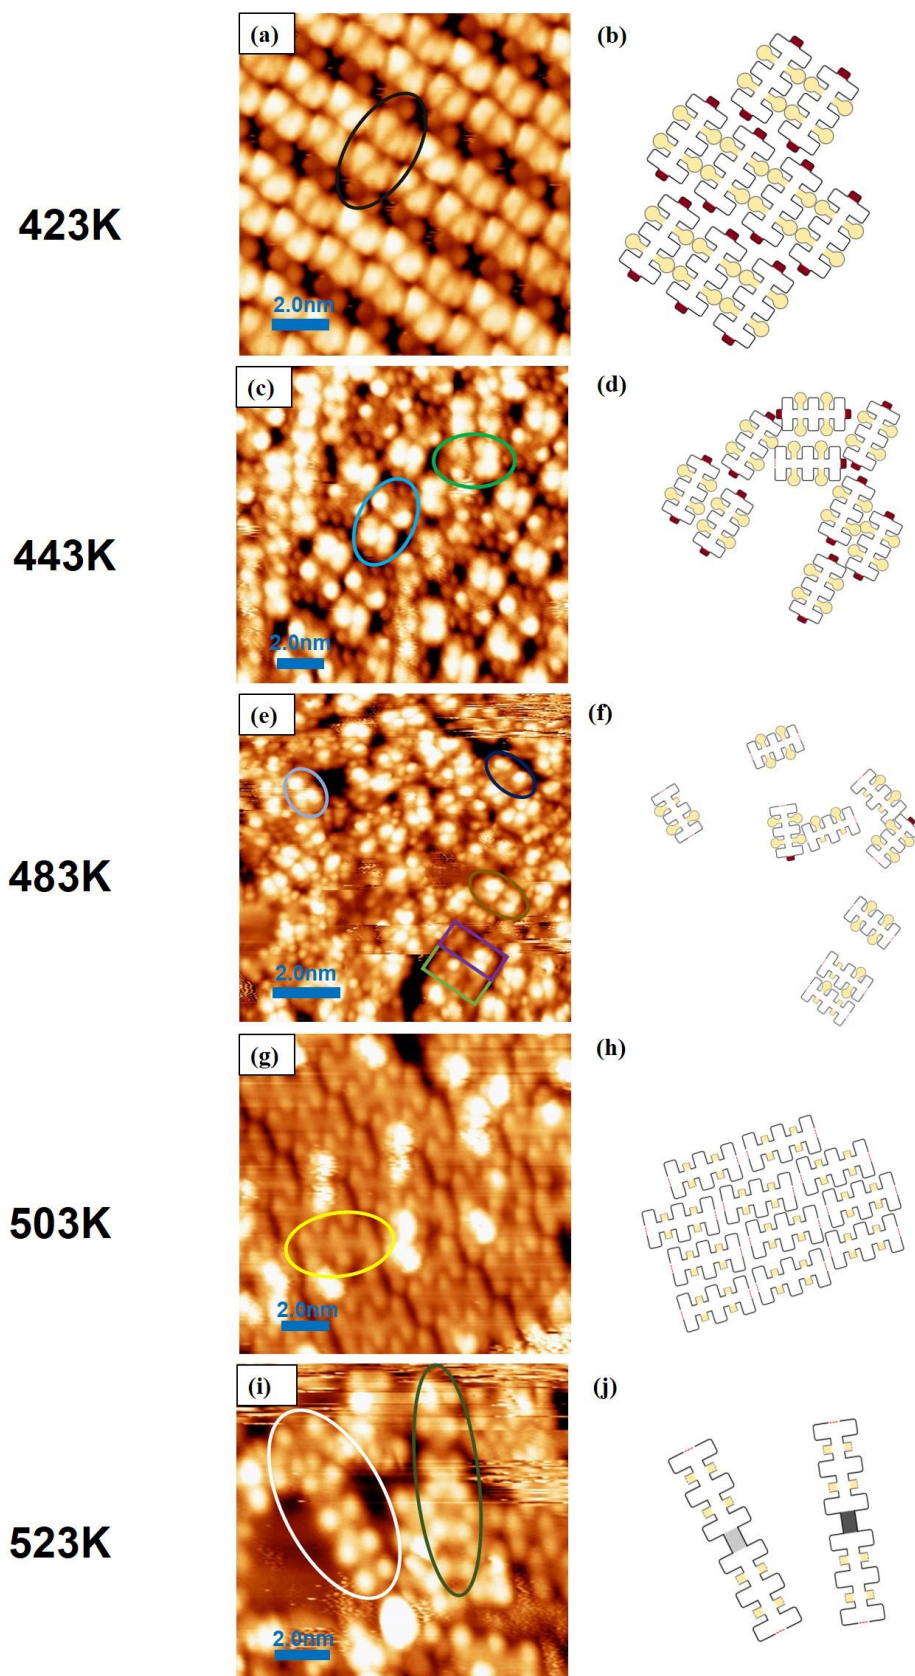 (a)
(b)
423K
2.0nm
(c)
(d)
443K
2.0nm
(e)
(f)
483K
2.0nm
(g)
(h)
503K
2.0nm
(i)
(j)
523K
2.0nm